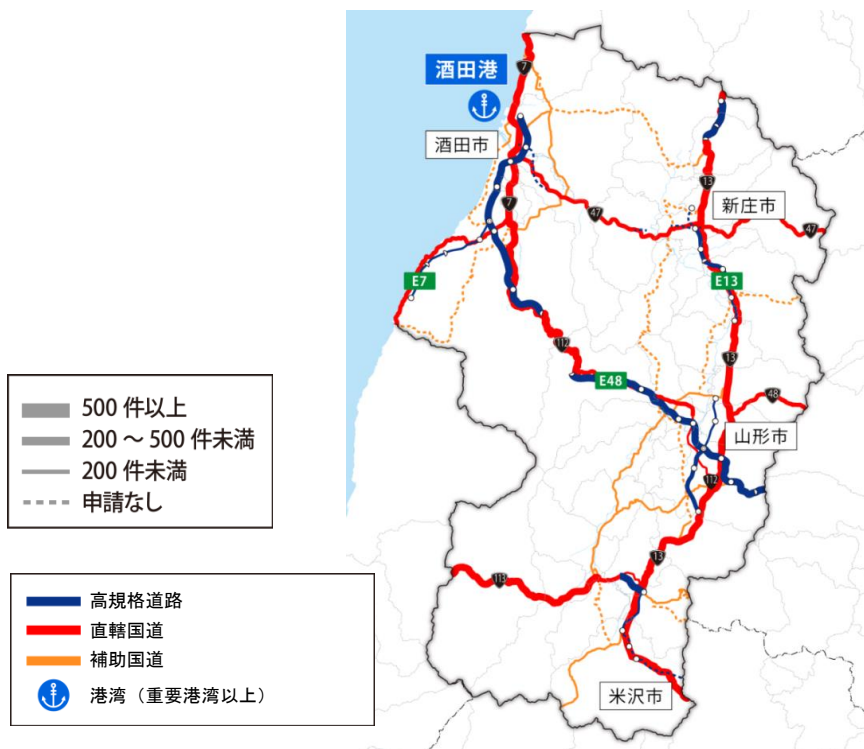 酒田港
7
酒田市
13
新庄市
7
47
47
E7
E13
112
13
E48
48
山形市
112
13
113
米沢市
500 件以上
200 ～ 500 件未満
200 件未満
申請なし
高規格道路
直轄国道
補助国道
港湾（重要港湾以上）